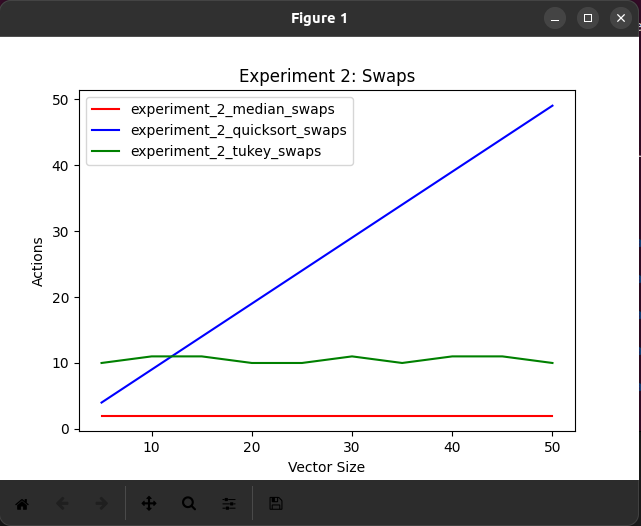 Figure 1
Experiment 2: Swaps
experiment_2_median_swaps
experiment_2_quicksort_swaps
experiment_2_tukey_swaps
50
40
30
20
10
0
Actions
10 20 30 40 50
Vector Size